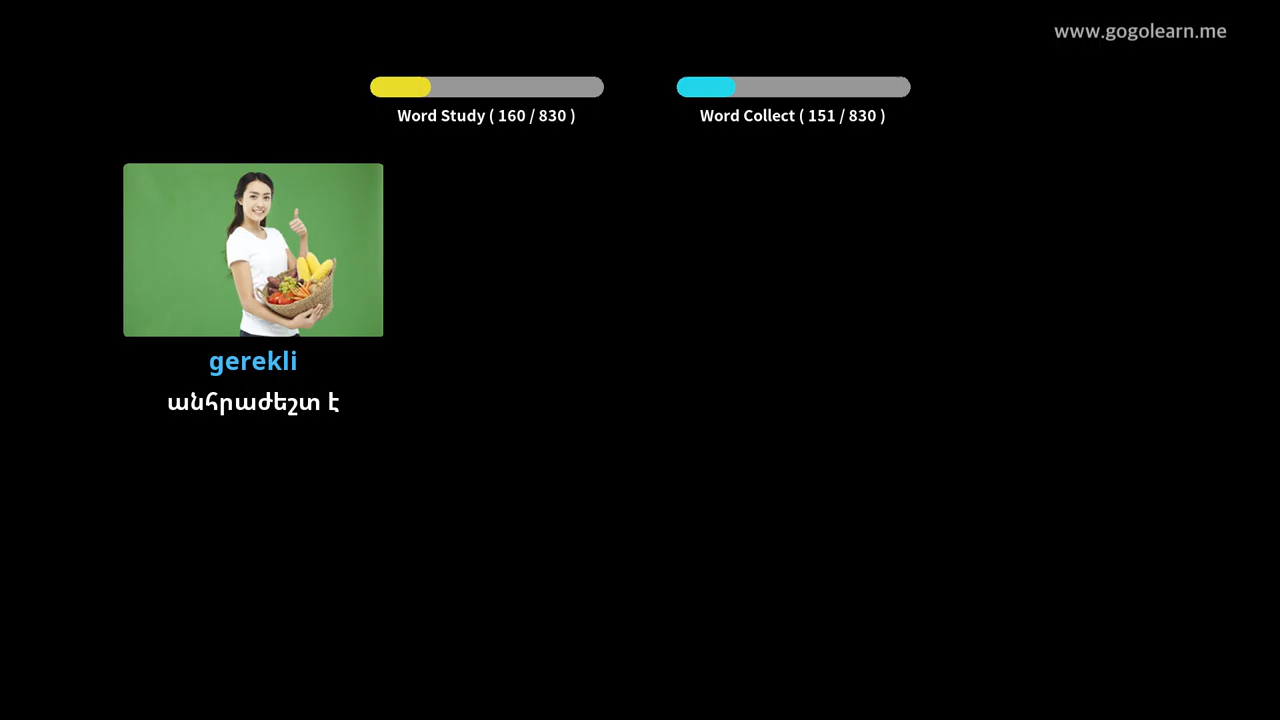 www.gogolearn.me
Word Study ( 160 / 830 )
Word Collect ( 151 / 830 )
gerekli
անհրաժեշտ է